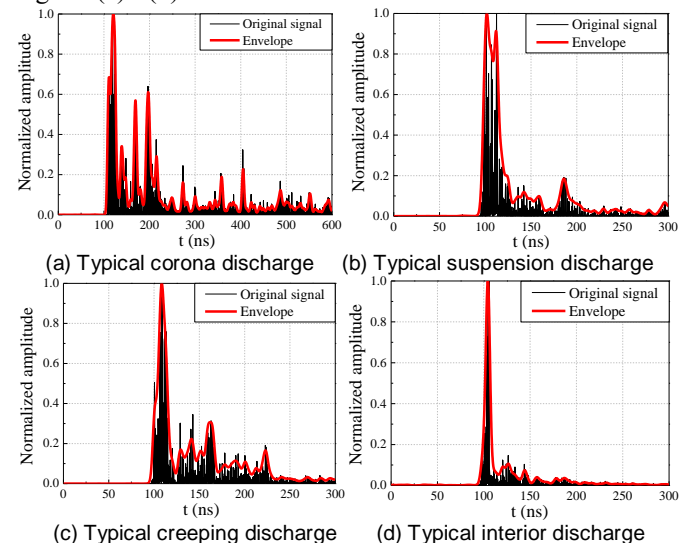 Original signal
Envelope
Normalized amplitude
1.0
0.8
0.6
0.4
0.2
0.0
0 100 200 300 400 500 600
t (ns)
(a) Typical corona discharge
Original signal
Envelope
Normalized amplitude
1.0
0.8
0.6
0.4
0.2
0.0
0 50 100 150 200 250 300
t (ns)
(b) Typical suspension discharge
Original signal
Envelope
Normalized amplitude
1.0
0.8
0.6
0.4
0.2
0.0
0 50 100 150 200 250 300
t (ns)
(c) Typical creeping discharge
Original signal
Envelope
Normalized amplitude
1.0
0.8
0.6
0.4
0.2
0.0
0 50 100 150 200 250 300
t (ns)
(d) Typical interior discharge